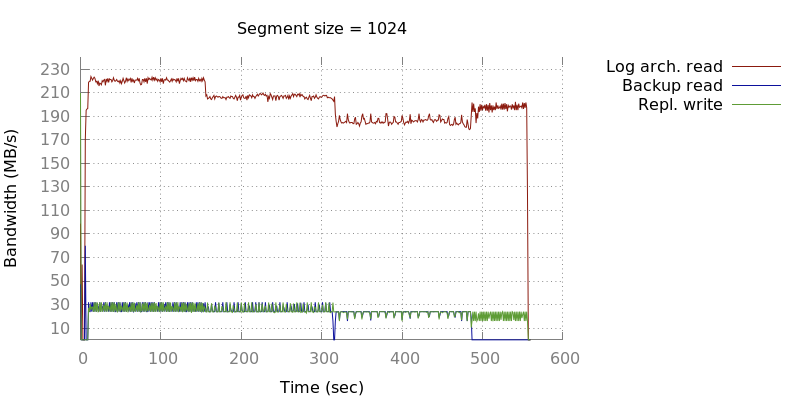 Segment size = 1024
Log arch. read
Backup read
Repl. write
Bandwidth (MB/s)
230
210
190
170
150
130
110
90
70
50
30
10
0 100 200 300 400 500 600
Time (sec)